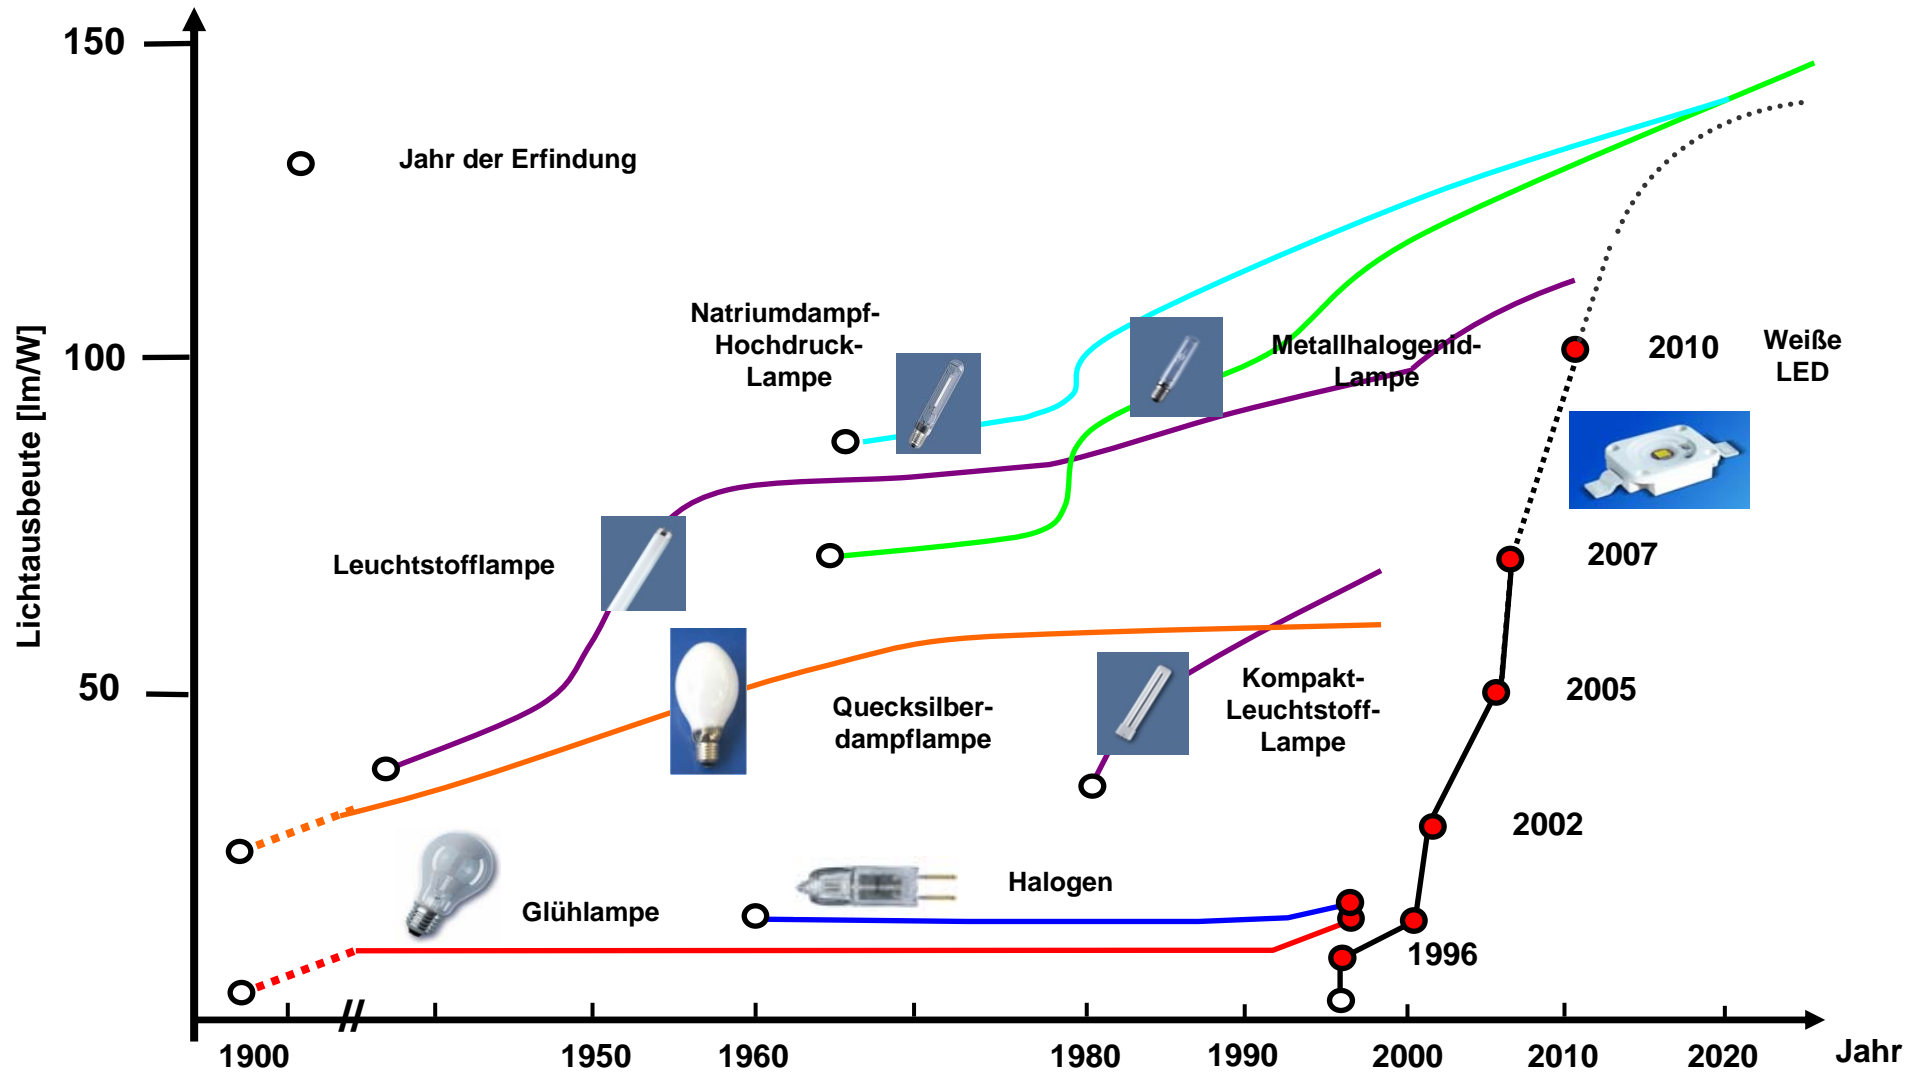 150
Jahr der Erfindung
Natriumdampf-
Hochdruck-
Lampe
Metallhalogenid-
Lampe
100
2010
Weiße
LED
Lichtausbeute [lm/W]
Leuchtstofflampe
2007
50
Quecksilber-
dampflampe
Kompakt-
Leuchtstoff-
Lampe
2005
2002
Halogen
Glühlampe
1996
1900
1950
1960
1980
1990
2000
2010
2020
Jahr